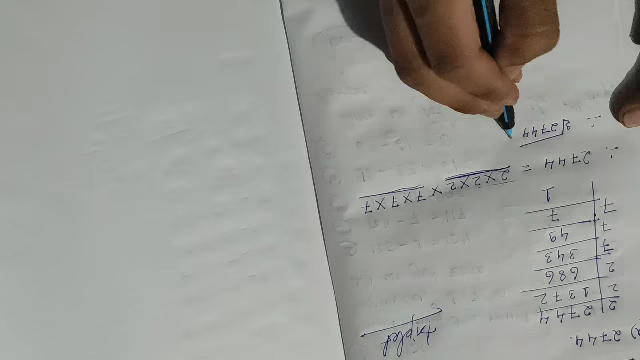 2) 2744.
triplet
2 | 2744
2 | 1372
2 | 686
7 | 343
7 | 49
7 | 7
1
∴ 2744 = 2×2×2 × 7×7×7
∴ ∛2744